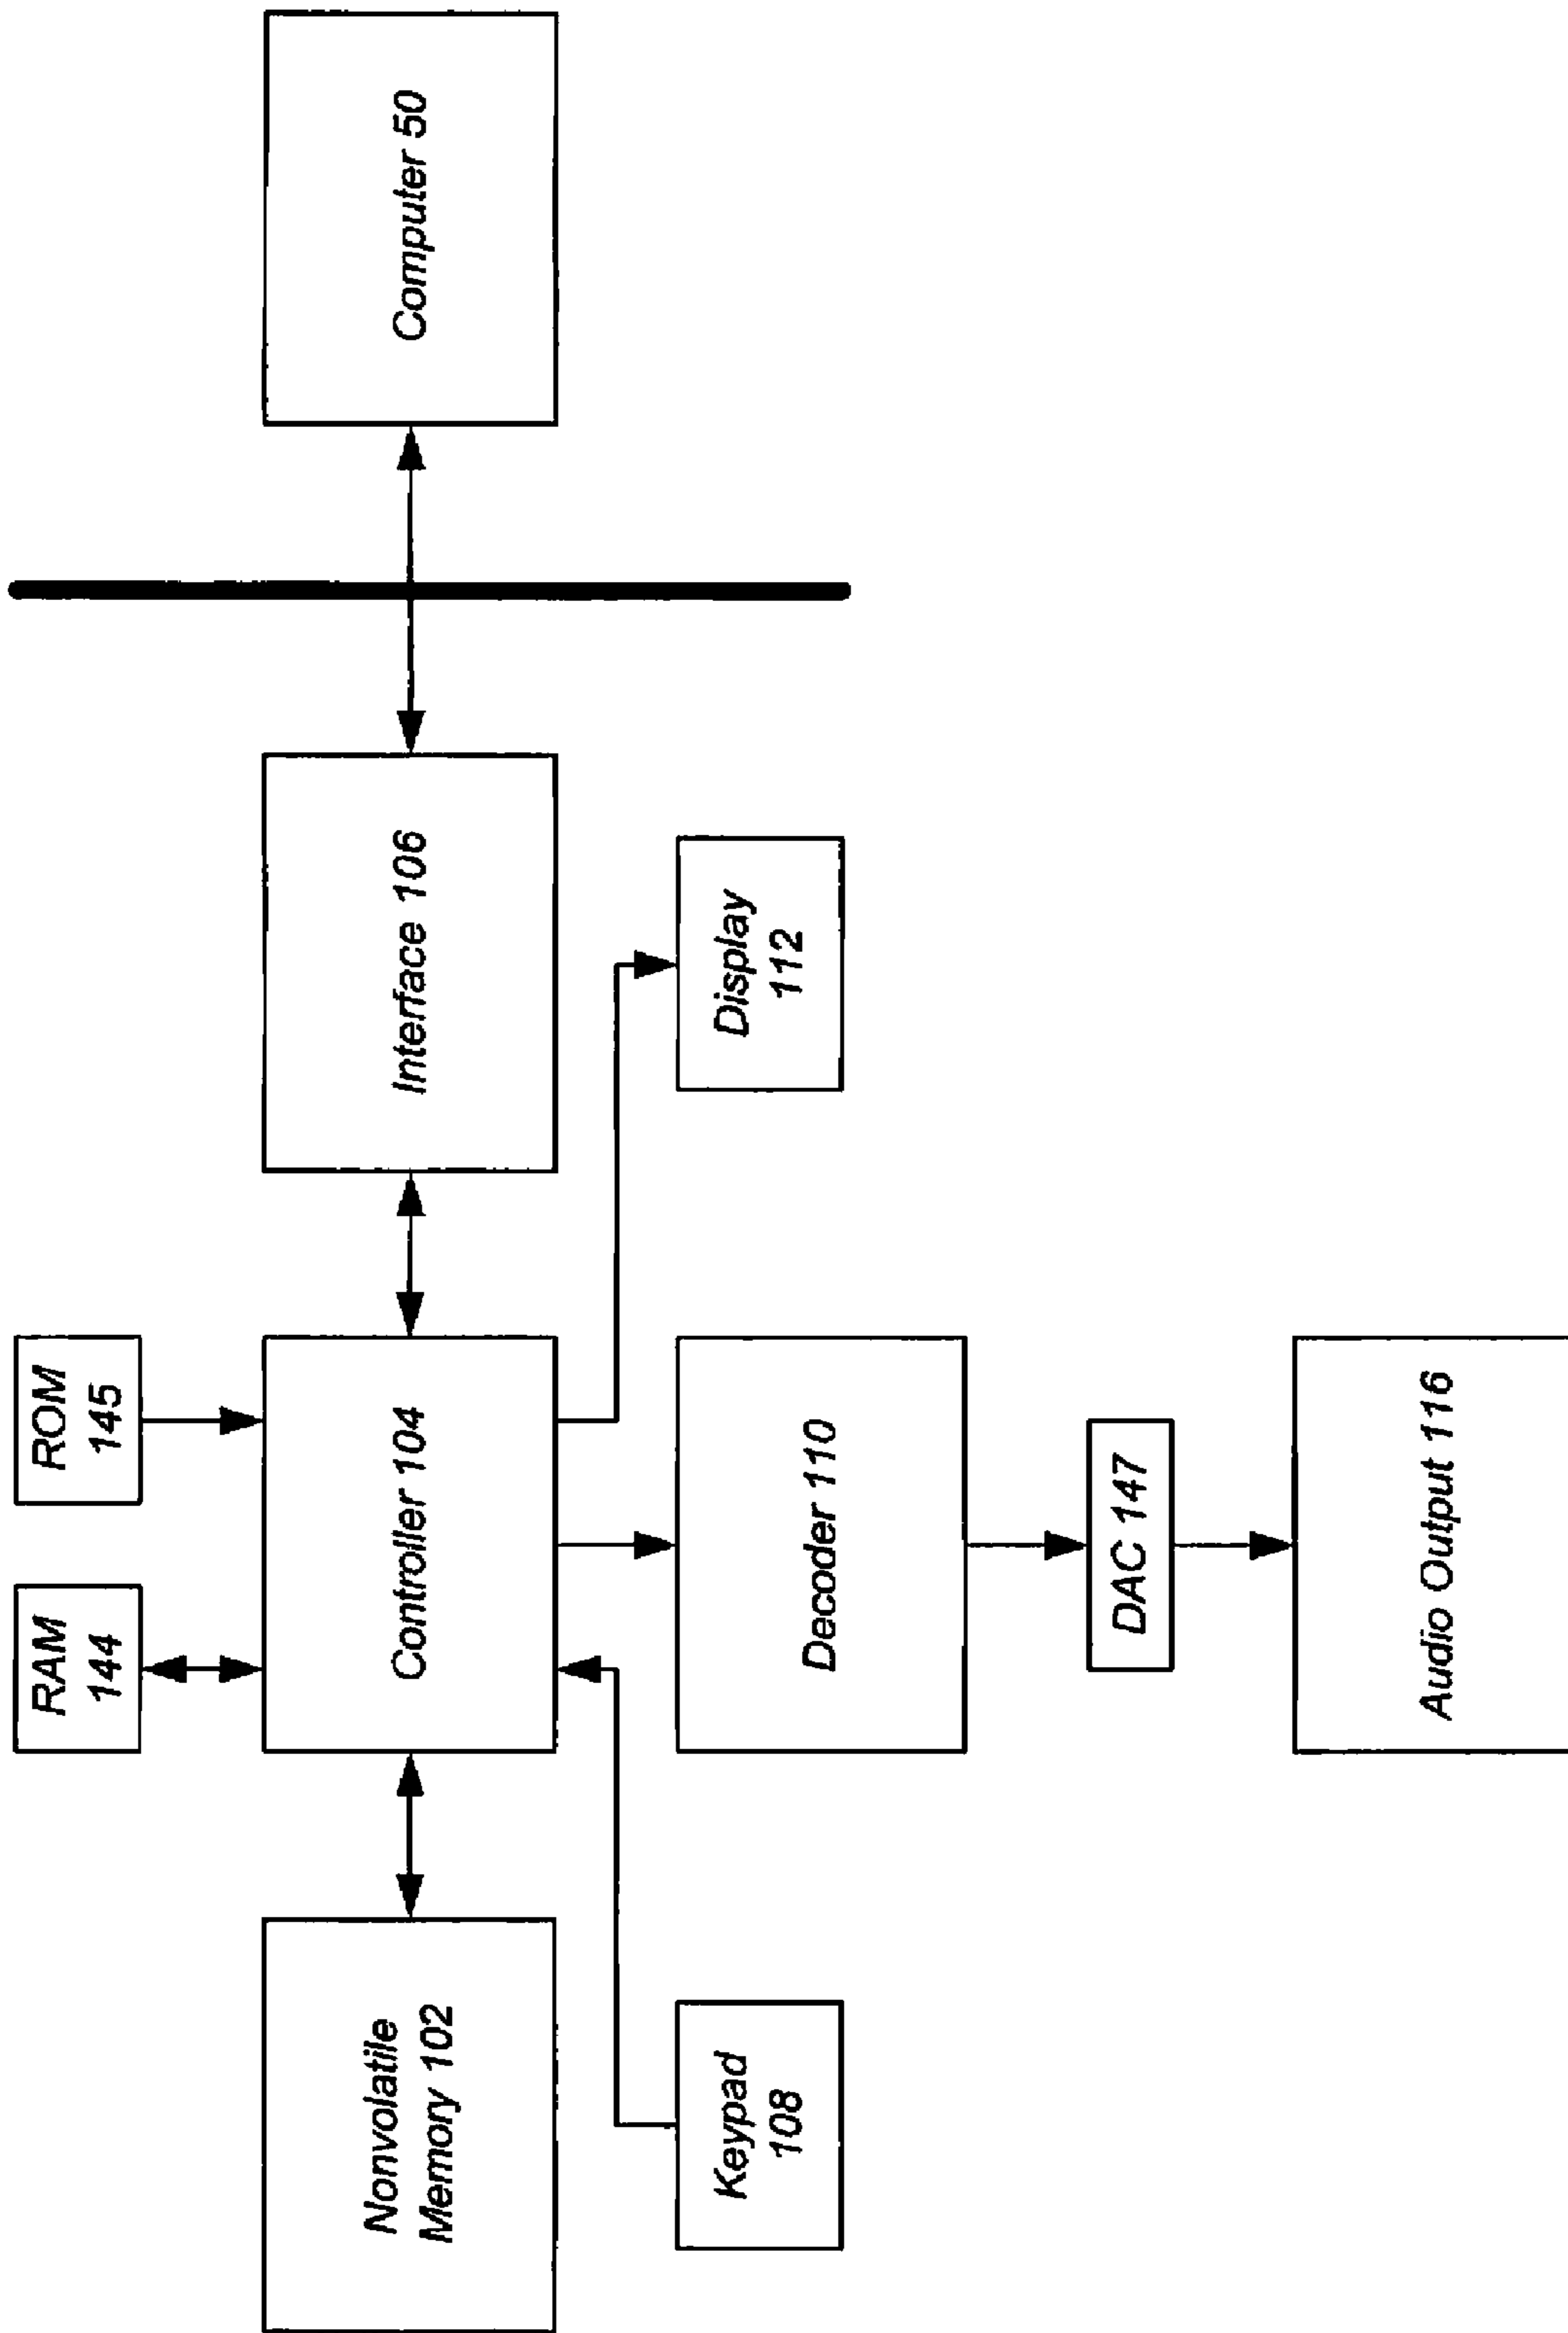 RAM
144
ROM
145
Nonvolatile
Memory 102
Controller 104
Interface 106
Computer 50
Keypad
108
Decoder 110
Display
112
DAC 147
Audio Output 116